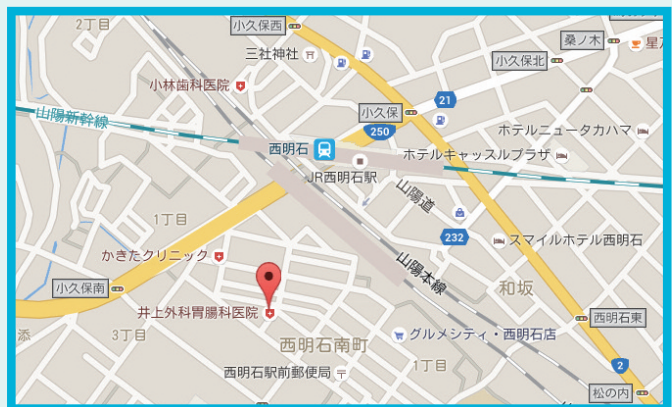 2丁目
小久保西
桑ノ木
三社神社
小久保北
小林歯科医院
山陽新幹線
小久保
21
250
ホテルニュータカハマ
西明石
ホテルキャッスルプラザ
JR西明石駅
山陽道
1丁目
232
スマイルホテル西明石
かきたクリニック
山陽本線
小久保南
和坂
井上外科胃腸科医院
西明石東
添
3丁目
西明石南町
グルメシティ・西明石店
1丁目
西明石駅前郵便局
2
松の内